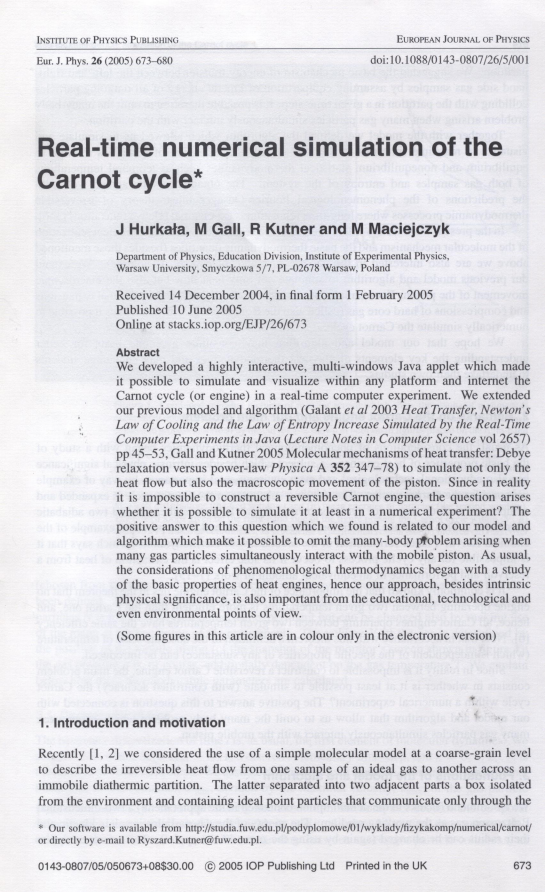 INSTITUTE OF PHYSICS PUBLISHING
EUROPEAN JOURNAL OF PHYSICS
Eur. J. Phys. 26 (2005) 673–680
doi:10.1088/0143-0807/26/5/001
Real-time numerical simulation of the
Carnot cycle*
J Hurkała, M Gall, R Kutner and M Maciejczyk
Department of Physics, Education Division, Institute of Experimental Physics,
Warsaw University, Smyczkowa 5/7, PL-02678 Warsaw, Poland
Received 14 December 2004, in final form 1 February 2005
Published 10 June 2005
Online at stacks.iop.org/EJP/26/673
Abstract
We developed a highly interactive, multi-windows Java applet which made
it possible to simulate and visualize within any platform and internet the
Carnot cycle (or engine) in a real-time computer experiment. We extended
our previous model and algorithm (Galant et al 2003 Heat Transfer, Newton's
Law of Cooling and the Law of Entropy Increase Simulated by the Real-Time
Computer Experiments in Java (Lecture Notes in Computer Science vol 2657)
pp 45–53, Gall and Kutner 2005 Molecular mechanisms of heat transfer: Debye
relaxation versus power-law Physica A 352 347–78) to simulate not only the
heat flow but also the macroscopic movement of the piston. Since in reality
it is impossible to construct a reversible Carnot engine, the question arises
whether it is possible to simulate it at least in a numerical experiment? The
positive answer to this question which we found is related to our model and
algorithm which make it possible to omit the many-body problem arising when
many gas particles simultaneously interact with the mobile piston. As usual,
the considerations of phenomenological thermodynamics began with a study
of the basic properties of heat engines, hence our approach, besides intrinsic
physical significance, is also important from the educational, technological and
even environmental points of view.
(Some figures in this article are in colour only in the electronic version)
1. Introduction and motivation
Recently [1, 2] we considered the use of a simple molecular model at a coarse-grain level
to describe the irreversible heat flow from one sample of an ideal gas to another across an
immobile diathermic partition. The latter separated into two adjacent parts a box isolated
from the environment and containing ideal point particles that communicate only through the
* Our software is available from http://studia.fuw.edu.pl/podyplomowe/01/wyklady/fizykakomp/numerical/carnot/
or directly by e-mail to Ryszard.Kutner@fuw.edu.pl.
0143-0807/05/050673+08$30.00 © 2005 IOP Publishing Ltd Printed in the UK
673